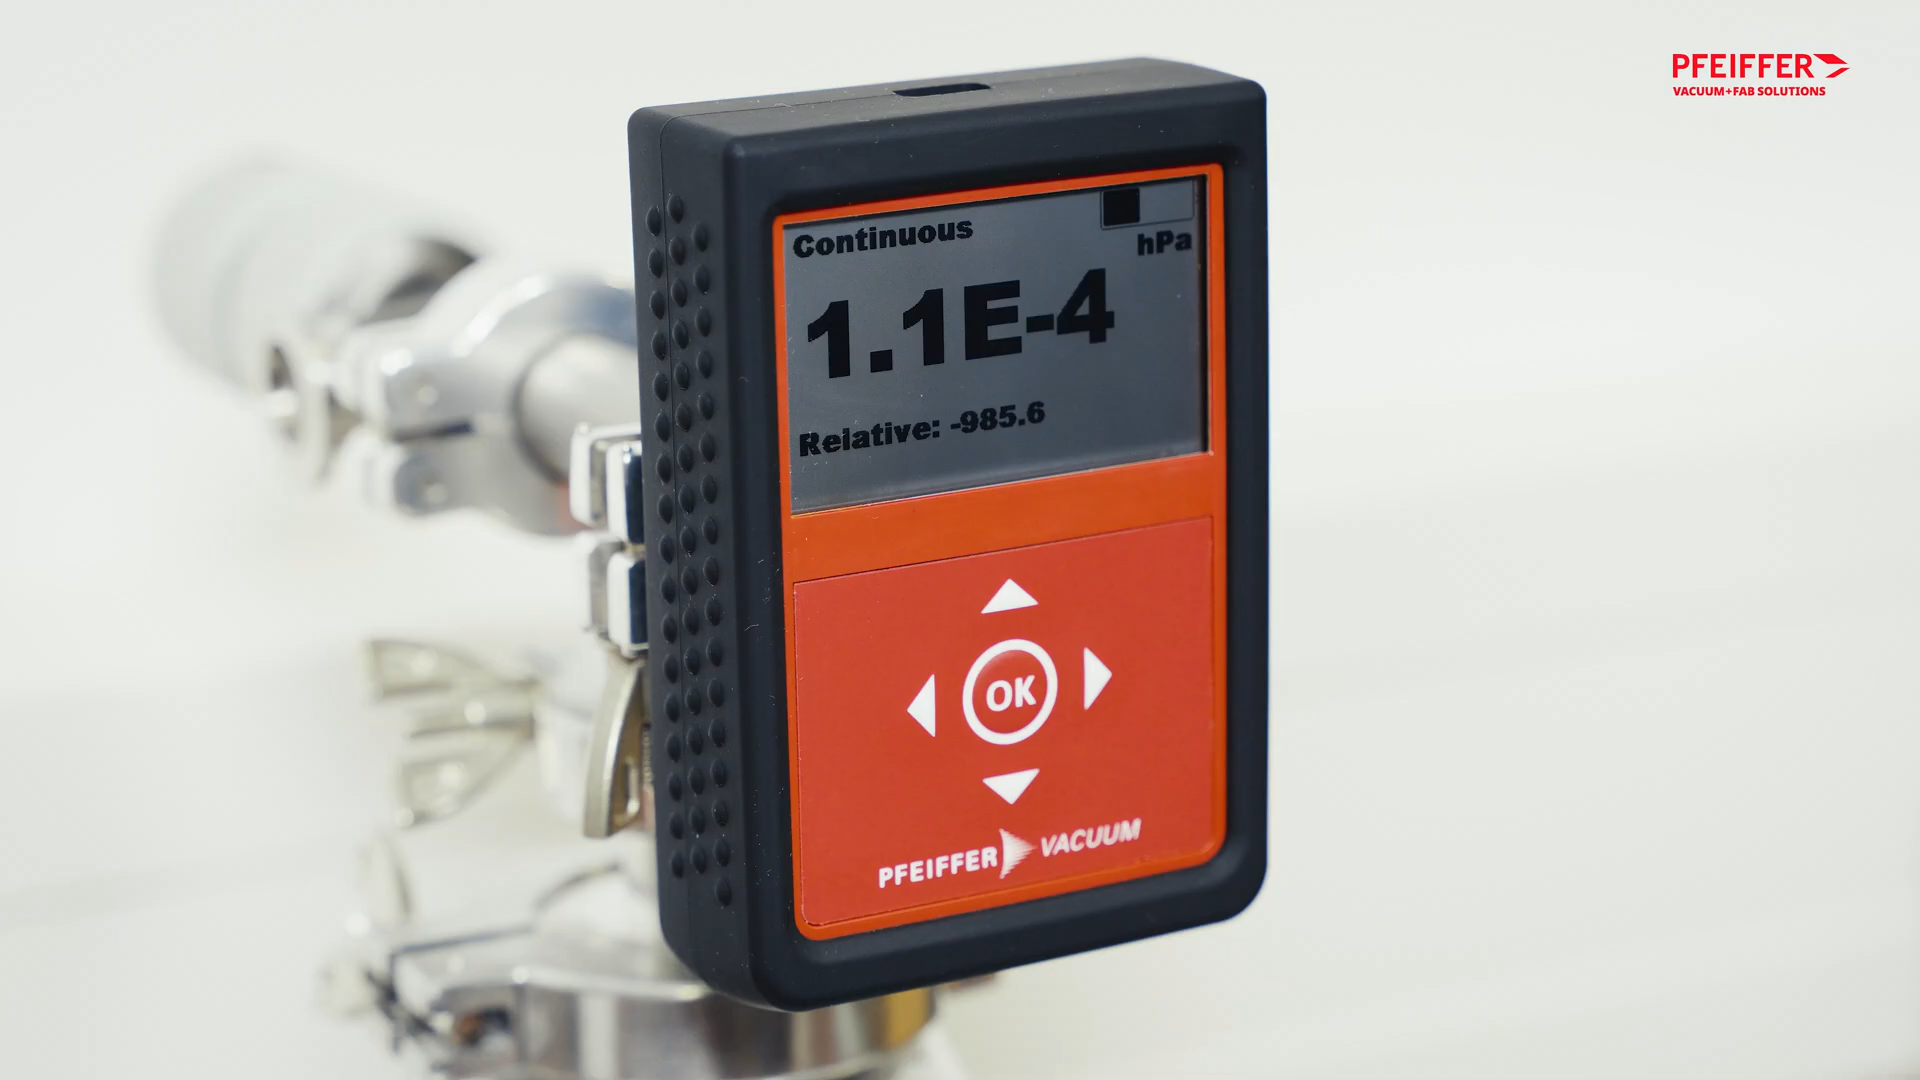 PFEIFFER
VACUUM+FAB SOLUTIONS
Continuous
hPa
1.1E-4
Relative: -985.6
OK
PFEIFFER VACUUM